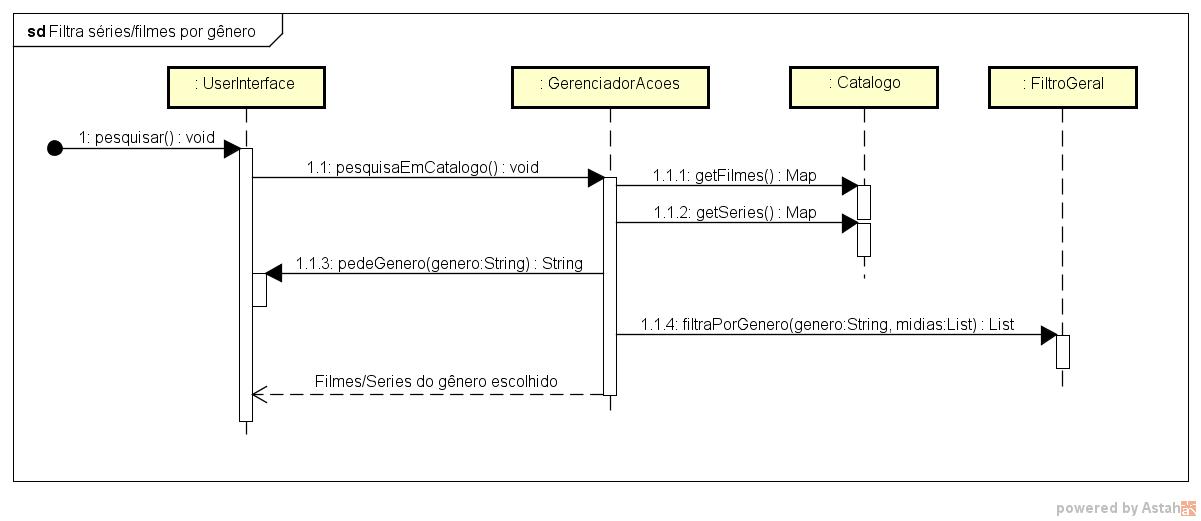 sd Filtra séries/filmes por gênero
: UserInterface
: GerenciadorAcoes
: Catalogo
: FiltroGeral
1: pesquisar() : void
1.1: pesquisaEmCatalogo() : void
1.1.1: getFilmes() : Map
1.1.2: getSeries() : Map
1.1.3: pedeGenero(genero:String) : String
1.1.4: filtraPorGenero(genero:String, midias:List) : List
Filmes/Series do gênero escolhido
powered by Astah